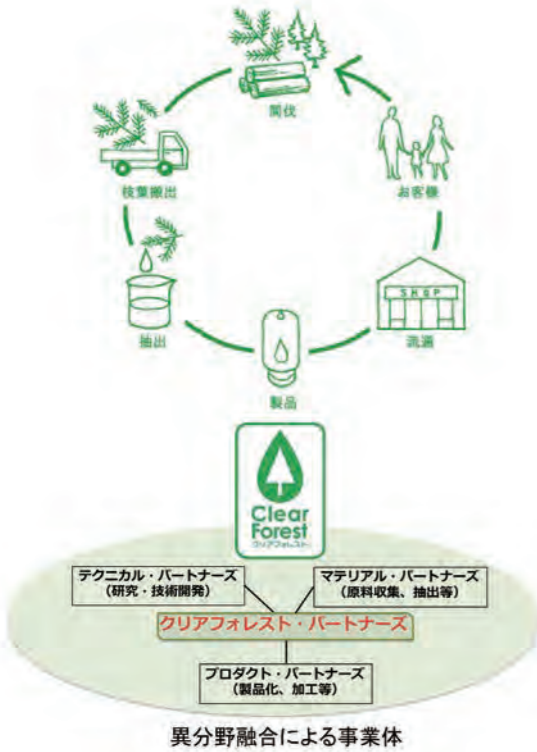 間伐
枝葉搬出
お客様
抽出
SHOP
流通
製品
Clear
Forest
クリアフォレスト
テクニカル・パートナーズ
（研究・技術開発）
マテリアル・パートナーズ
（原料収集、抽出等）
クリアフォレスト・パートナーズ
プロダクト・パートナーズ
（製品化、加工等）
異分野融合による事業体